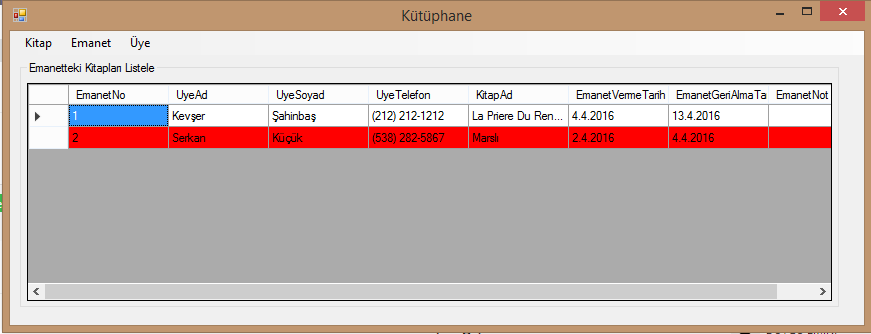 Kütüphane
Kitap Emanet Üye
Emanetteki Kitapları Listele
EmanetNo UyeAd UyeSoyad UyeTelefon KitapAd EmanetVermeTarih EmanetGeriAlmaTa EmanetNot
1 Kevşer Şahinbaş (212) 212-1212 La Priere Du Ren... 4.4.2016 13.4.2016
2 Serkan Küçük (538) 282-5867 Marslı 2.4.2016 4.4.2016